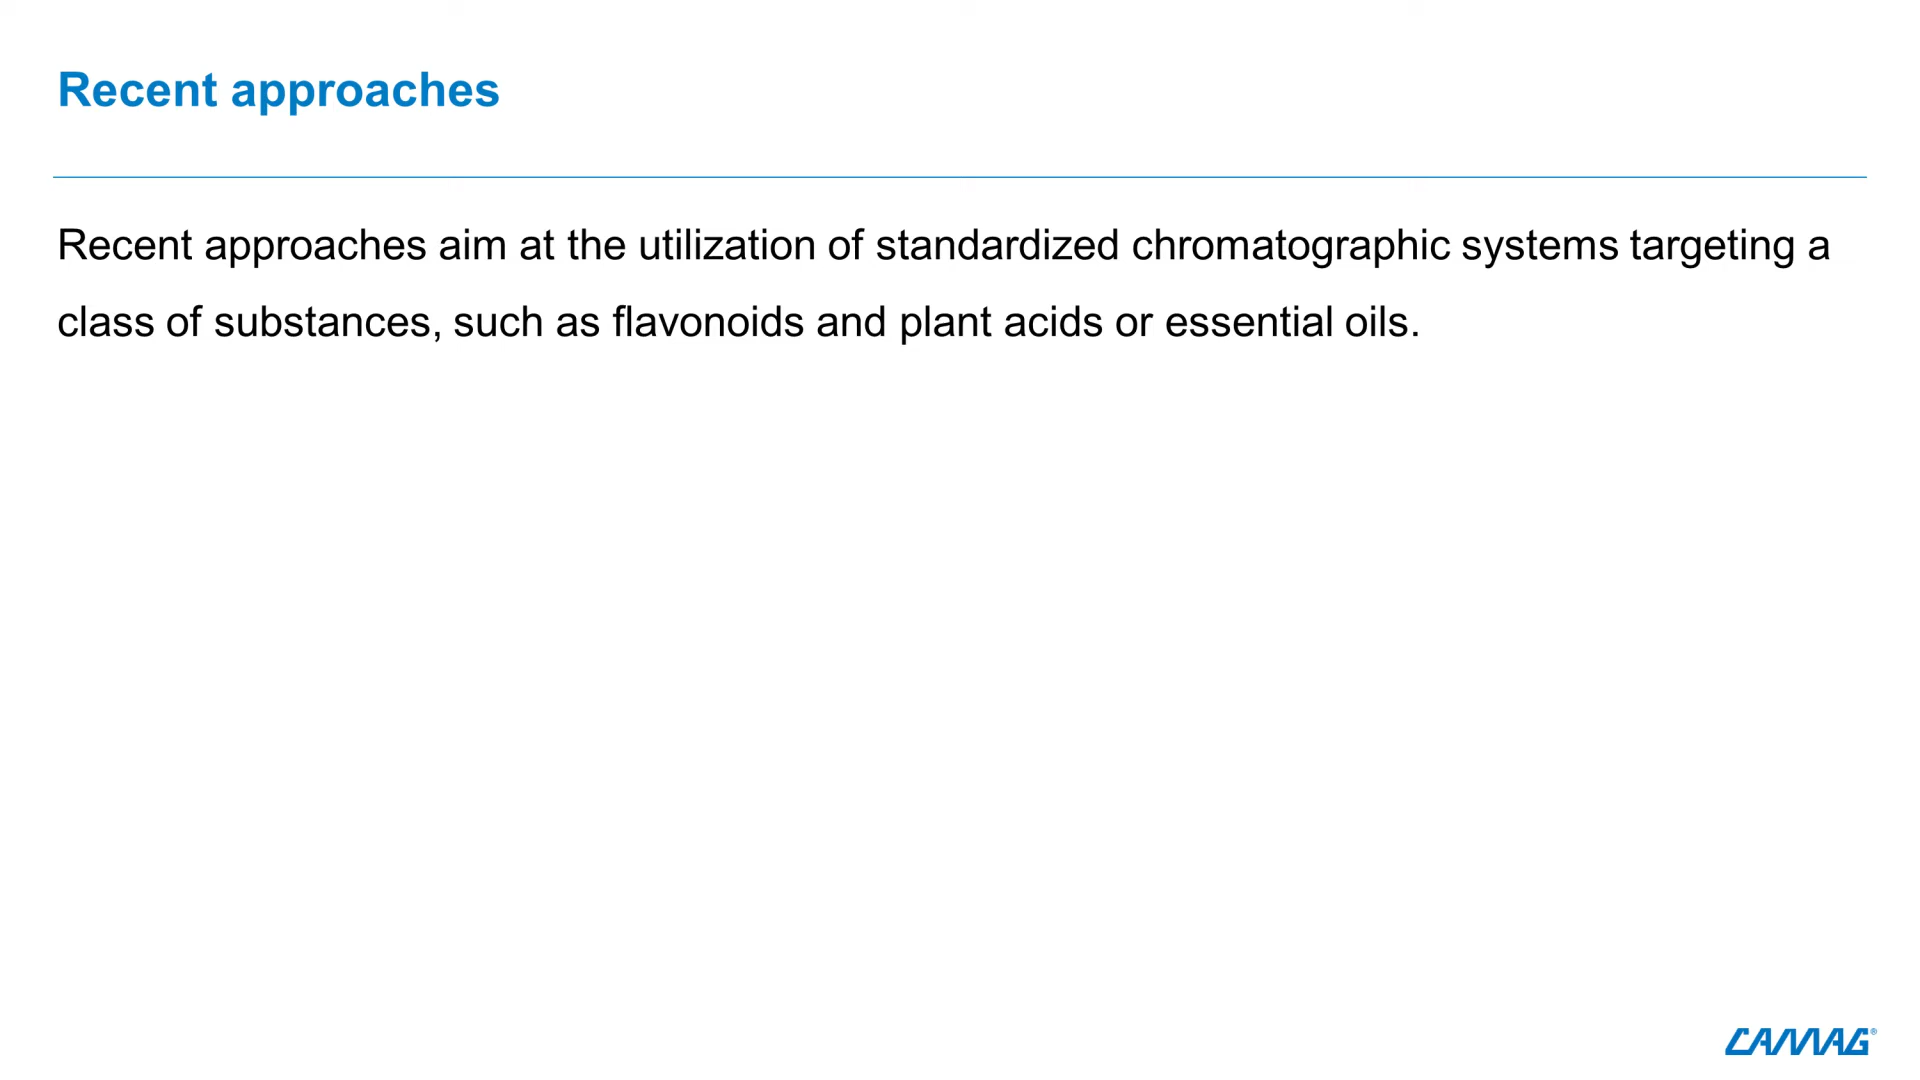 Recent approaches
Recent approaches aim at the utilization of standardized chromatographic systems targeting a
class of substances, such as flavonoids and plant acids or essential oils.
CAMAG®